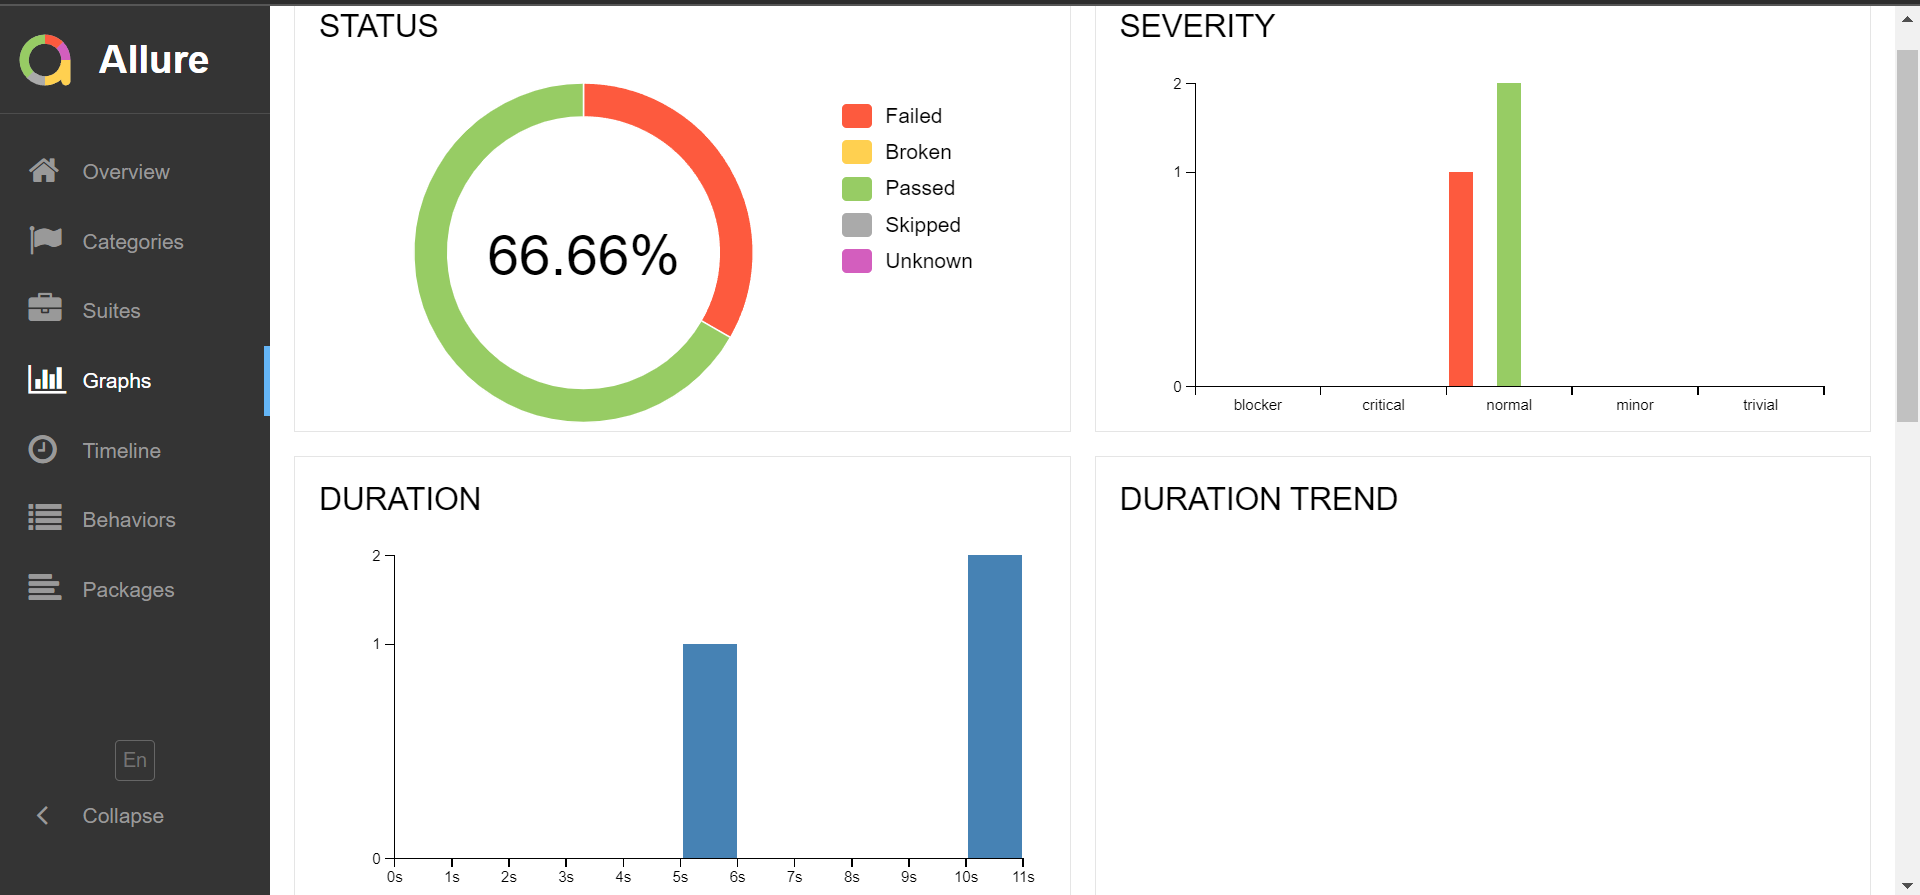 Allure
Overview
Categories
Suites
Graphs
Timeline
Behaviors
Packages
En
Collapse
STATUS
66.66%
Failed
Broken
Passed
Skipped
Unknown
SEVERITY
2
1
0
blocker critical normal minor trivial
DURATION
2
1
0
0s 1s 2s 3s 4s 5s 6s 7s 8s 9s 10s 11s
DURATION TREND